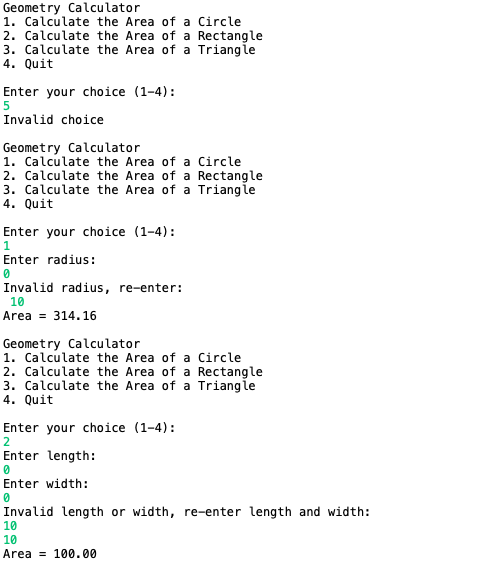 Geometry Calculator
1. Calculate the Area of a Circle
2. Calculate the Area of a Rectangle
3. Calculate the Area of a Triangle
4. Quit
Enter your choice (1-4):
5
Invalid choice
Geometry Calculator
1. Calculate the Area of a Circle
2. Calculate the Area of a Rectangle
3. Calculate the Area of a Triangle
4. Quit
Enter your choice (1-4):
1
Enter radius:
0
Invalid radius, re-enter:
10
Area = 314.16
Geometry Calculator
1. Calculate the Area of a Circle
2. Calculate the Area of a Rectangle
3. Calculate the Area of a Triangle
4. Quit
Enter your choice (1-4):
2
Enter length:
0
Enter width:
0
Invalid length or width, re-enter length and width:
10
10
Area = 100.00